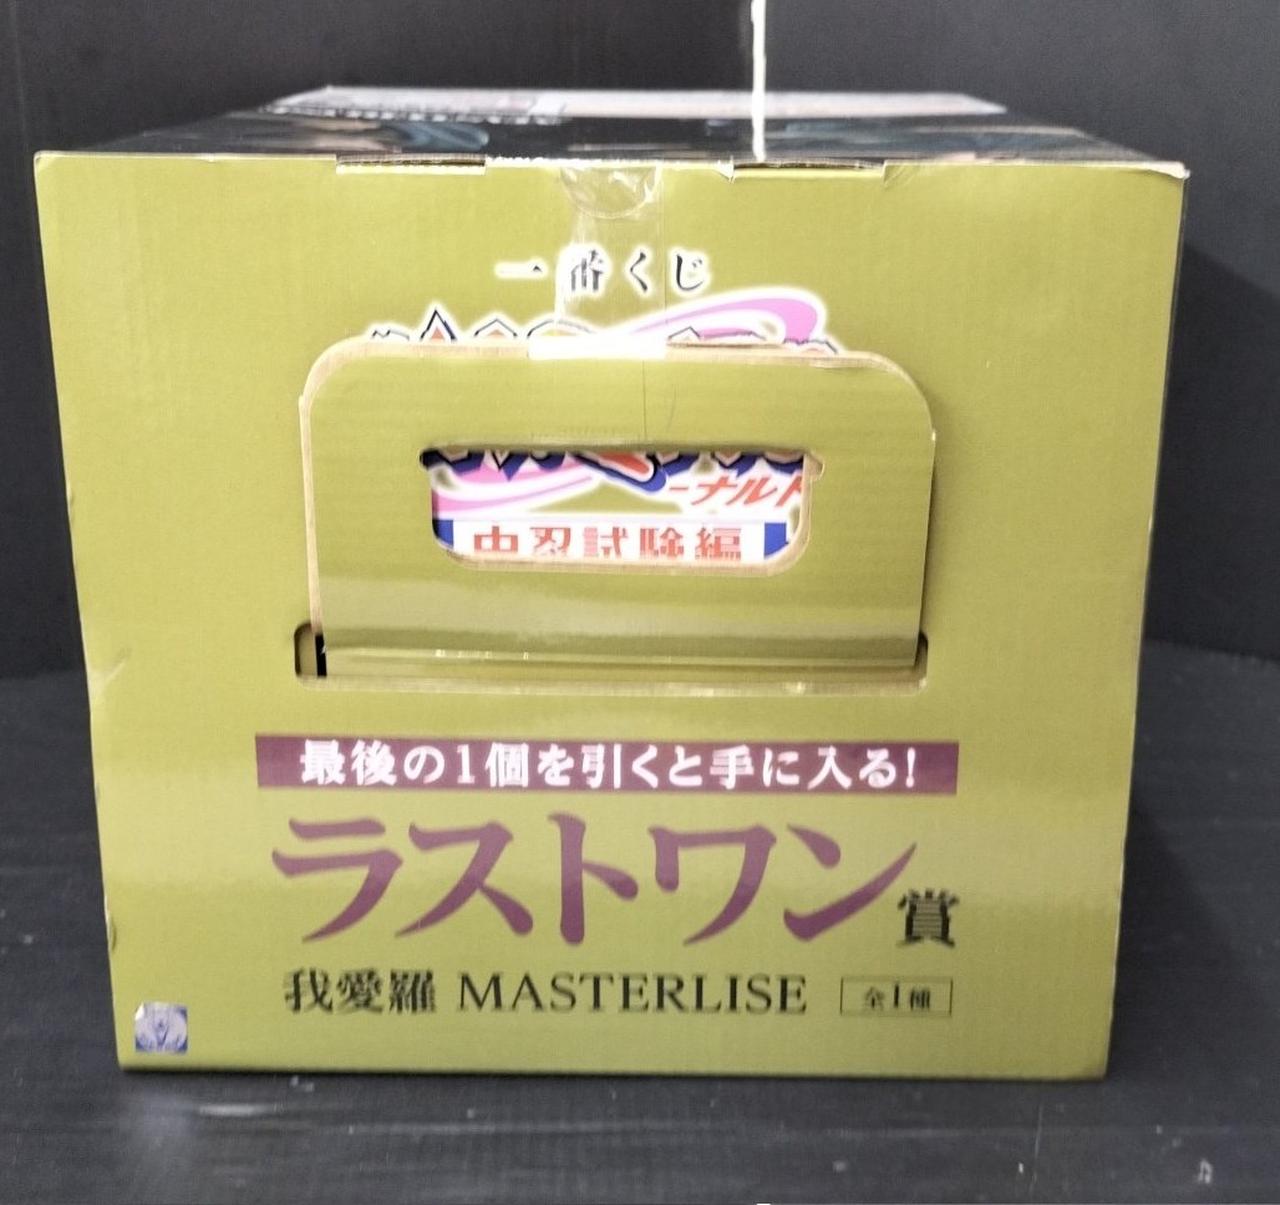 一番くじ
ーナルト
中忍試験編
最後の1個を引くと手に入る!
ラストワン賞
我愛羅 MASTERLISE 全1種